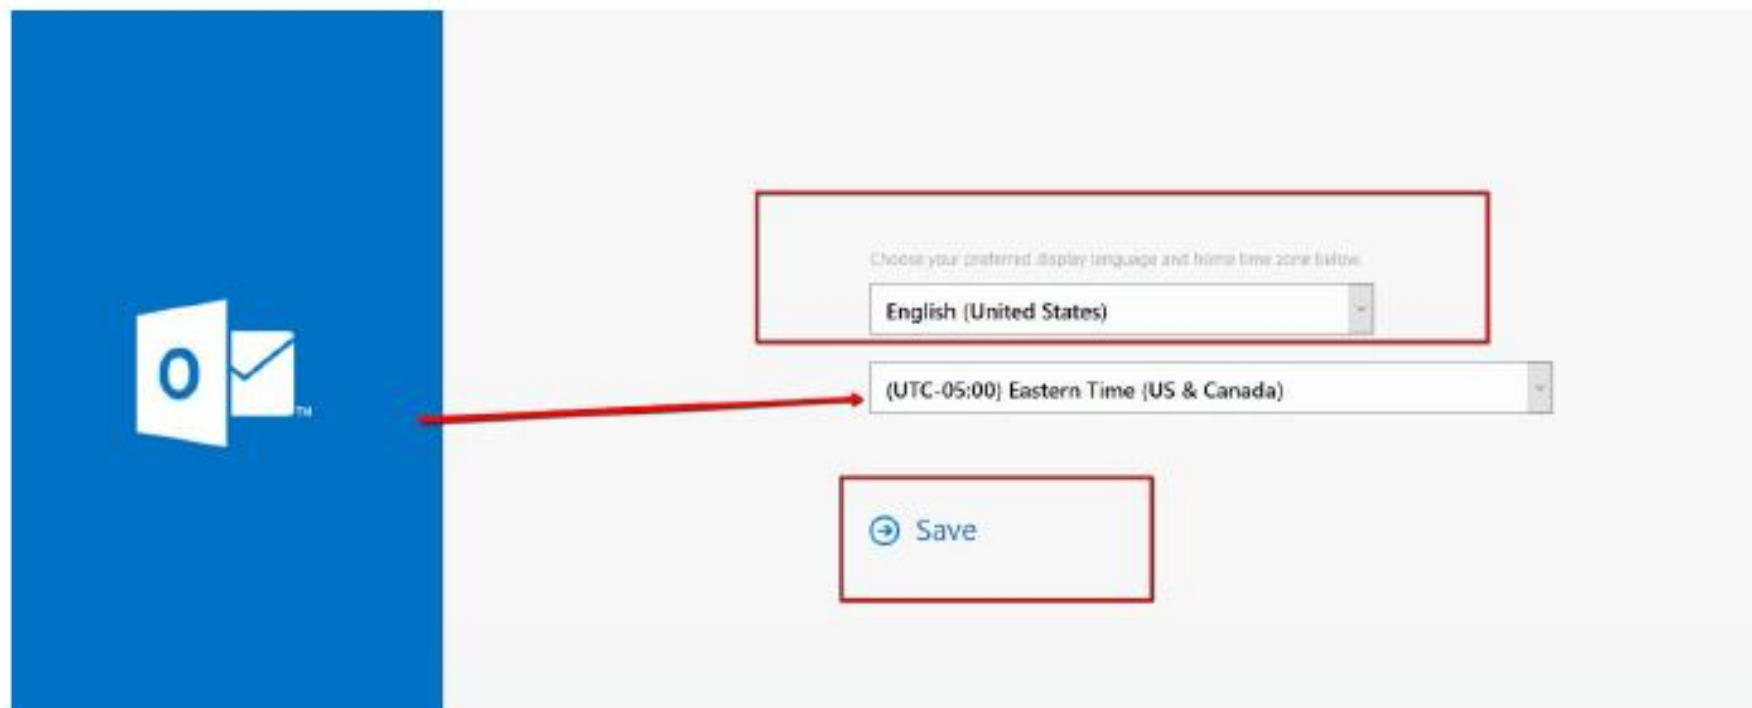 Choose your preferred display language and home time zone below.
English (United States)
O
TM
(UTC-05:00) Eastern Time (US & Canada)
Save